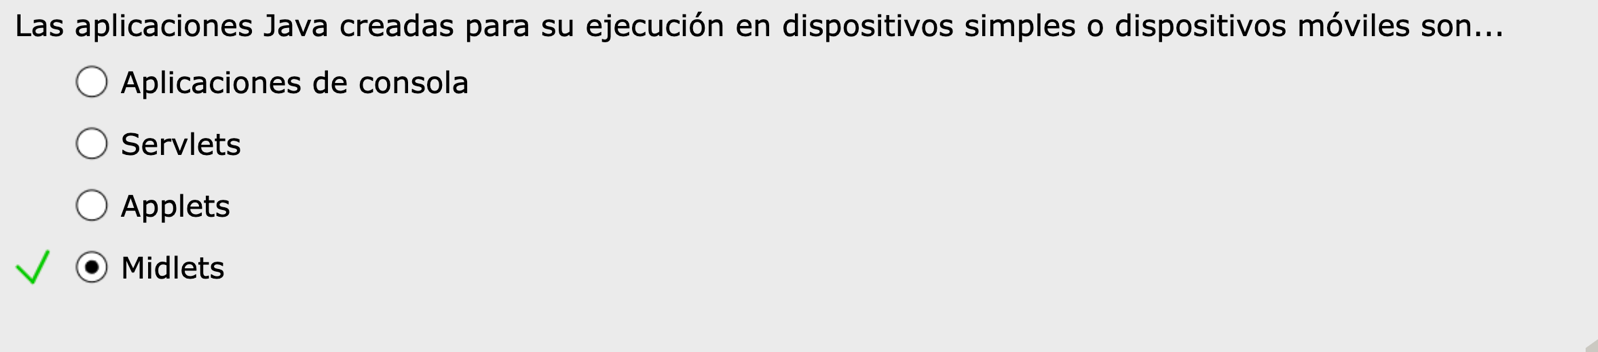 Las aplicaciones Java creadas para su ejecución en dispositivos simples o dispositivos móviles son...
Aplicaciones de consola
Servlets
Applets
Midlets